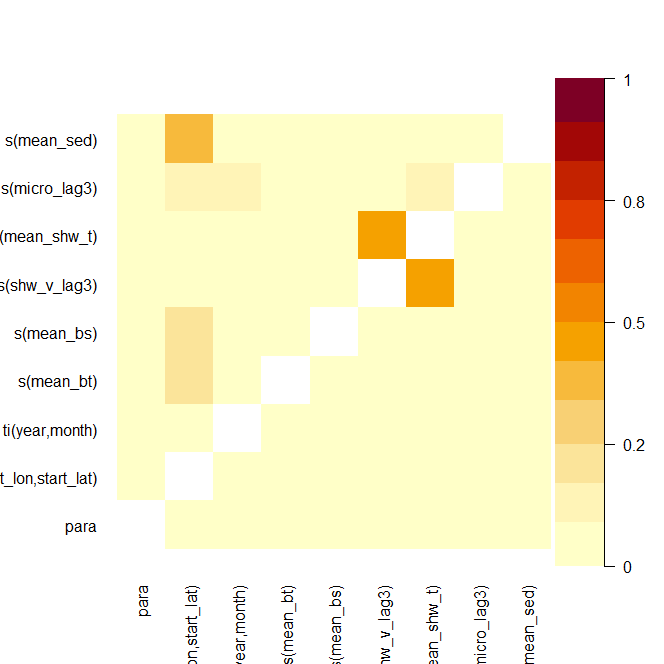 s(mean_sed)
s(micro_lag3)
(mean_shw_t)
s(shw_v_lag3)
s(mean_bs)
s(mean_bt)
ti(year,month)
t_lon,start_lat)
para
para
on,start_lat)
year,month)
s(mean_bt)
s(mean_bs)
hw_v_lag3)
ean_shw_t)
micro_lag3)
mean_sed)
1
0.8
0.5
0.2
0